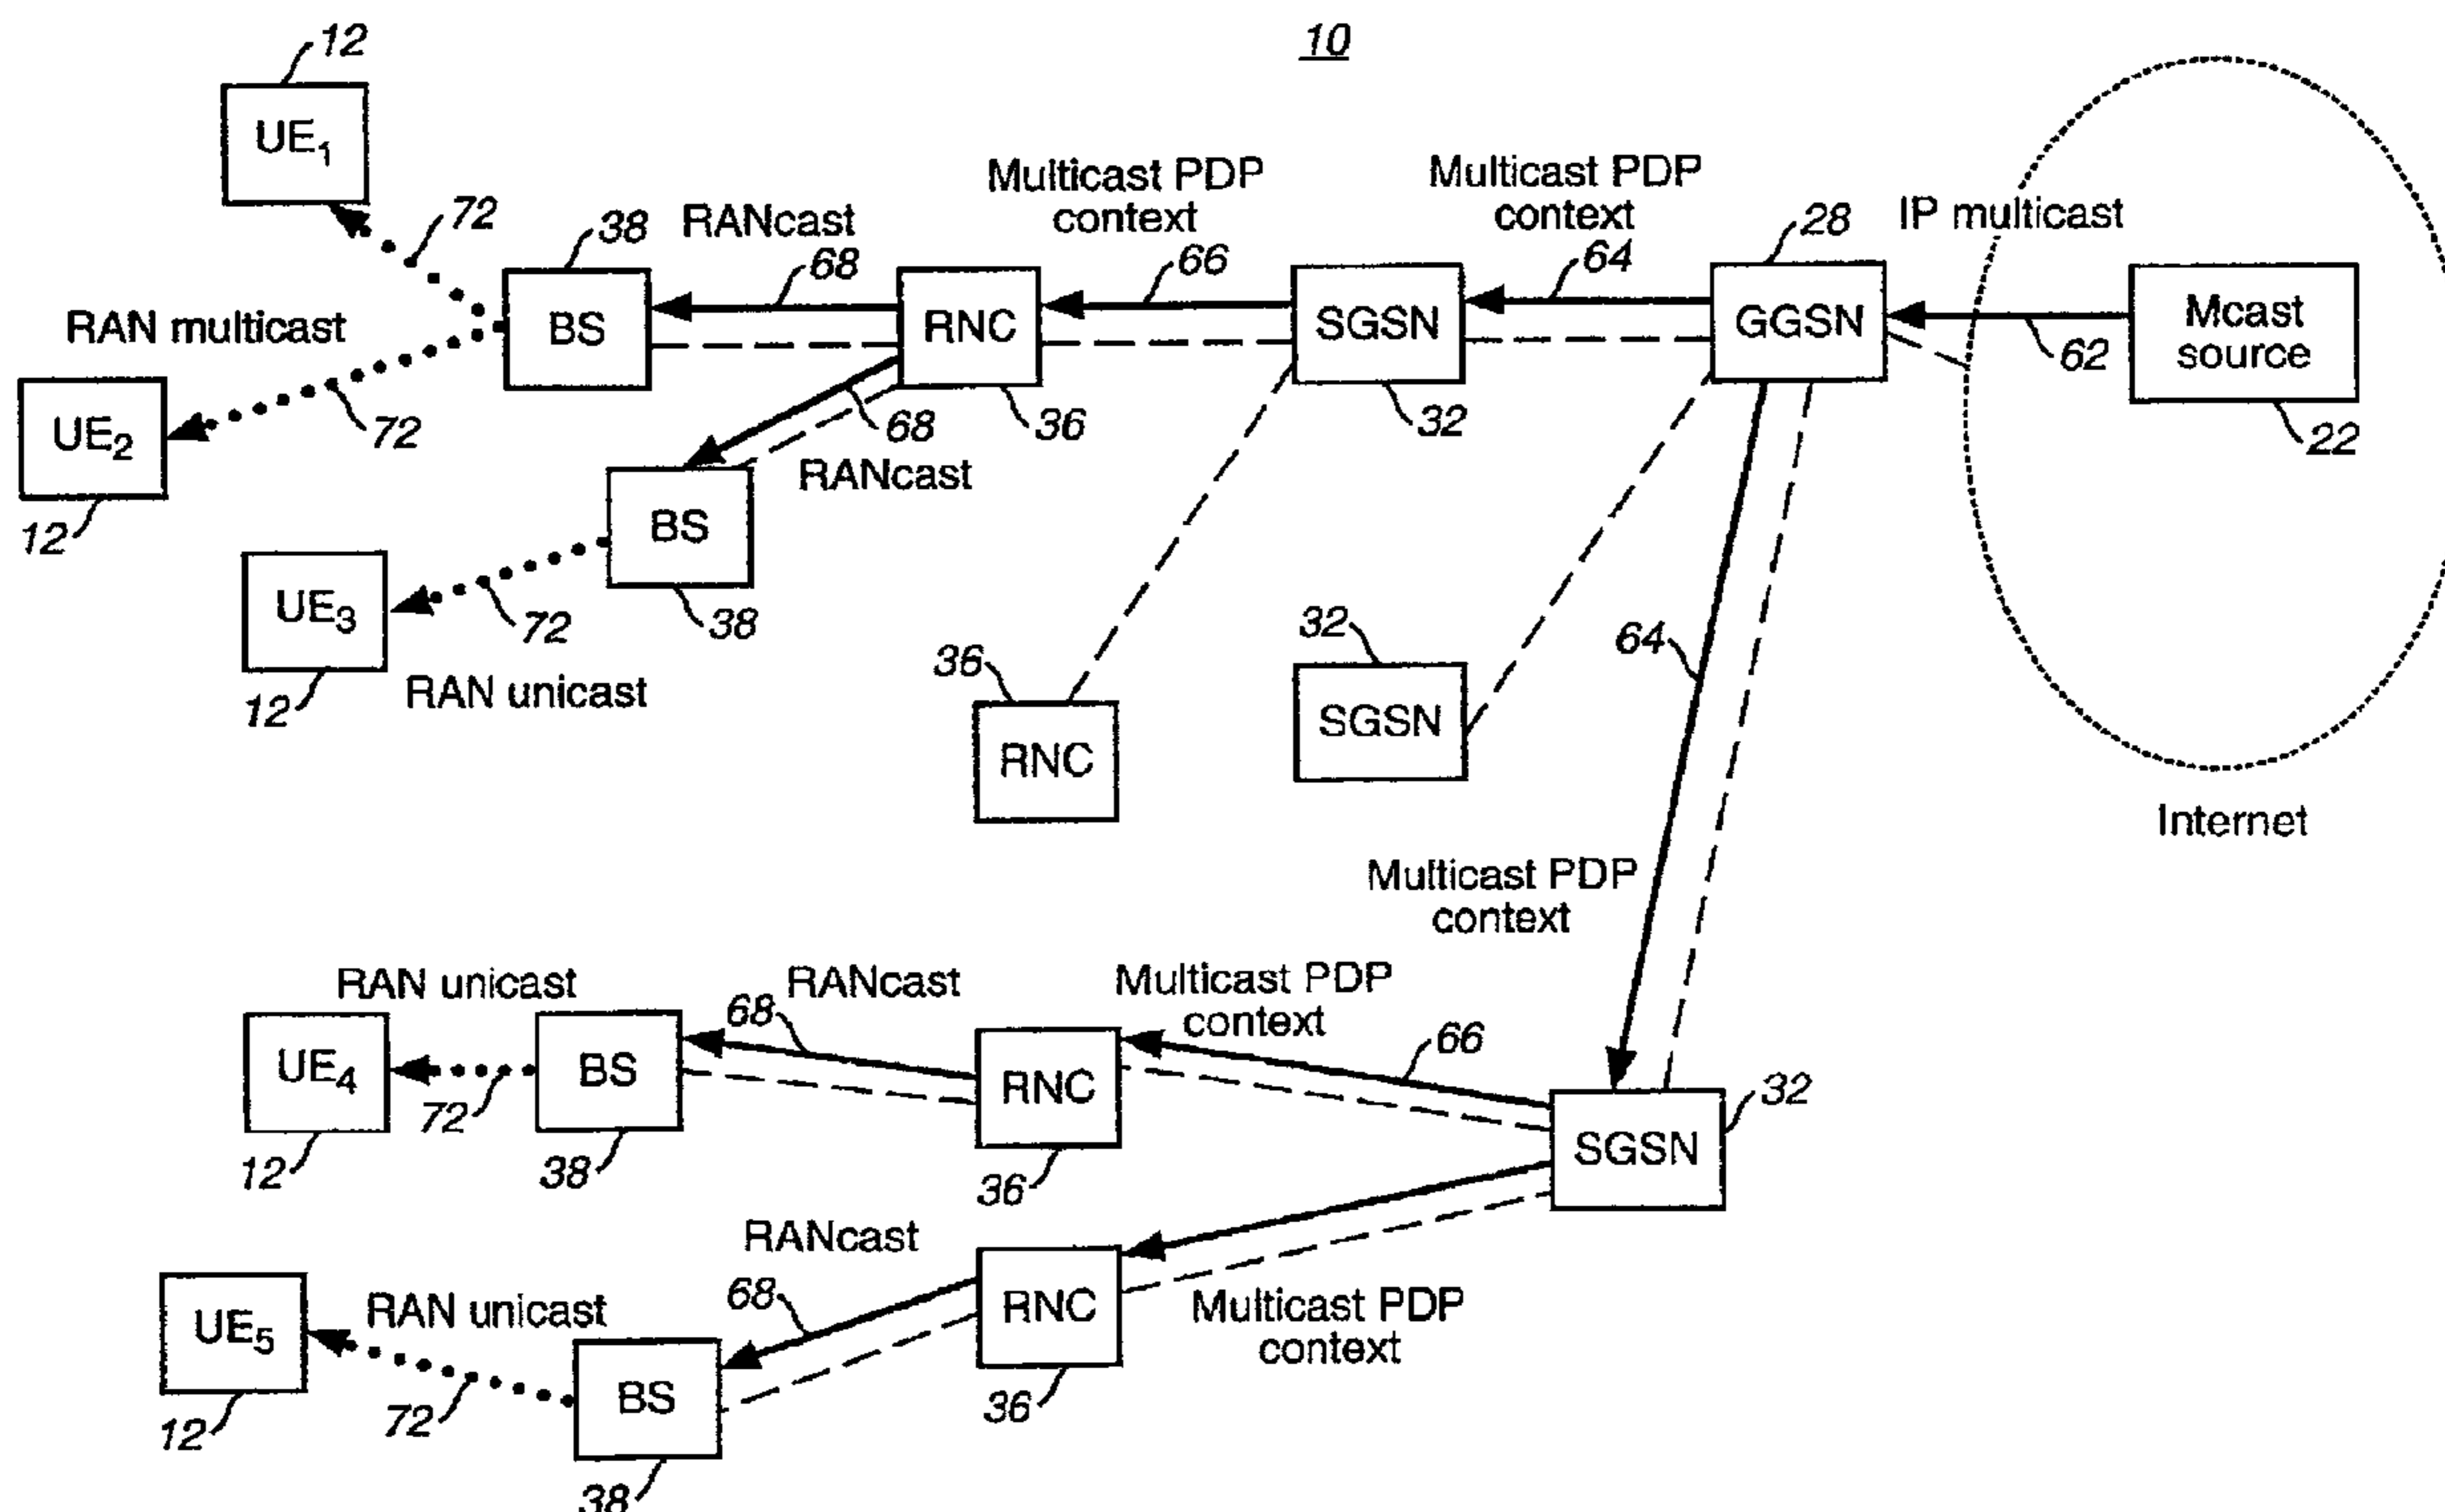 10
12
UE1
72
RAN multicast
UE2
12
72
38
BS
RANcast
68
Multicast PDP
context
66
RNC
36
68
RANcast
BS
38
UE3
12
72
RAN unicast
Multicast PDP
context
64
SGSN
32
28
GGSN
IP multicast
62
Mcast
source
22
Internet
36
RNC
32
SGSN
64
Multicast PDP
context
RAN unicast
UE4
12
72
BS
38
RANcast
68
RNC
36
Multicast PDP
context
66
SGSN
32
RANcast
68
RNC
36
Multicast PDP
context
RAN unicast
UE5
12
72
BS
38